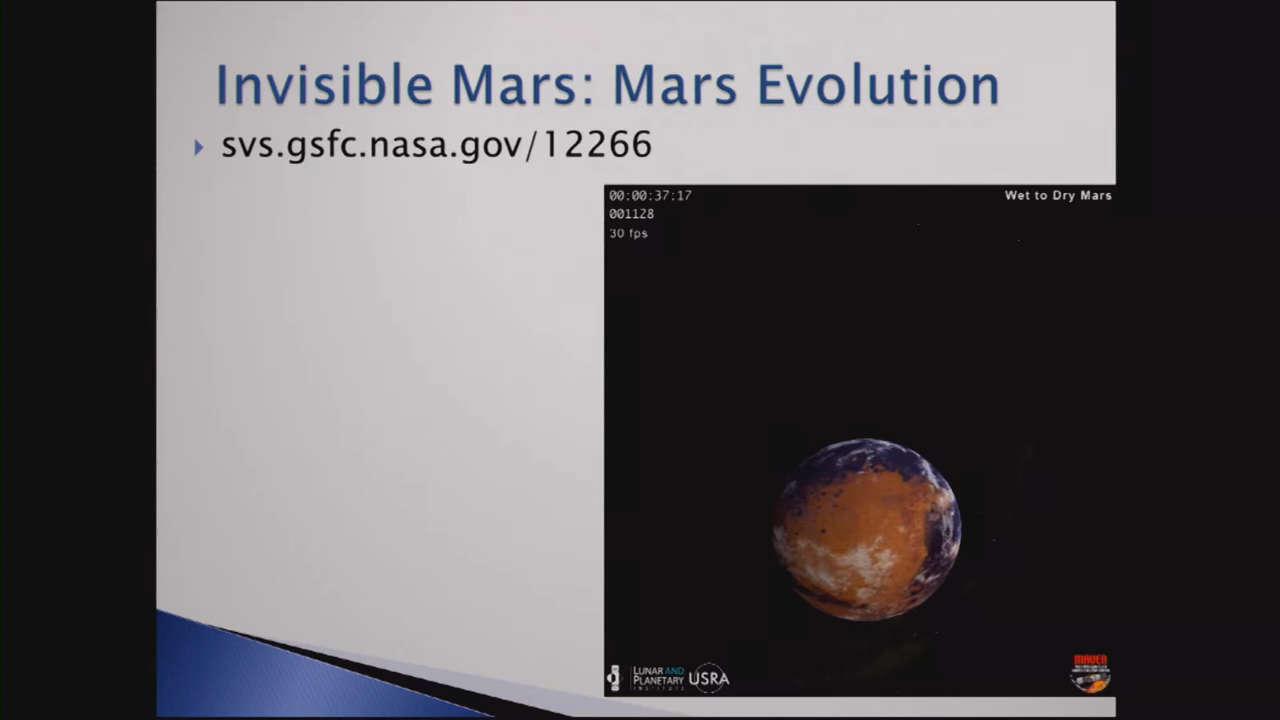 Invisible Mars: Mars Evolution
svs.gsfc.nasa.gov/12266
00:00:37:17
Wet to Dry Mars
001128
30 fps
LUNAR AND
PLANETARY
INSTITUTE
USRA
MAVEN